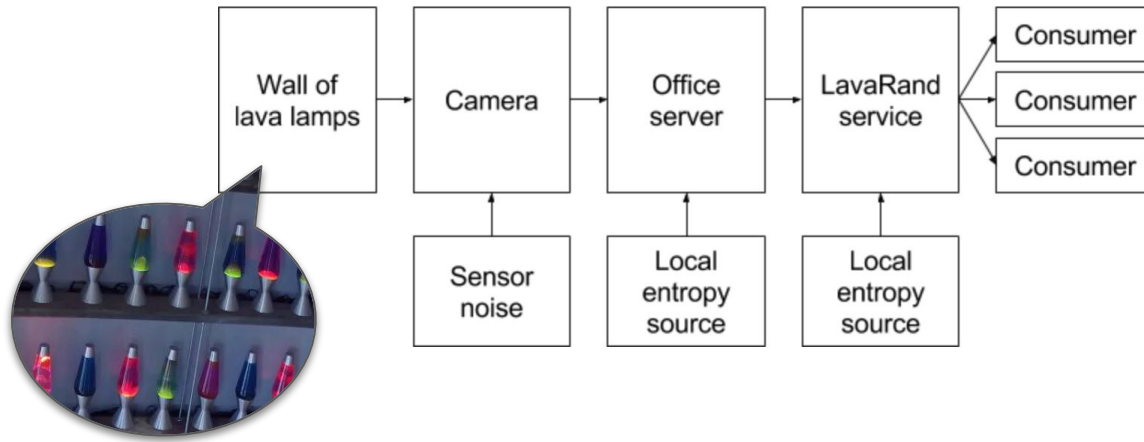 Wall of
lava lamps
Camera
Office
server
LavaRand
service
Consumer
Consumer
Consumer
Sensor
noise
Local
entropy
source
Local
entropy
source